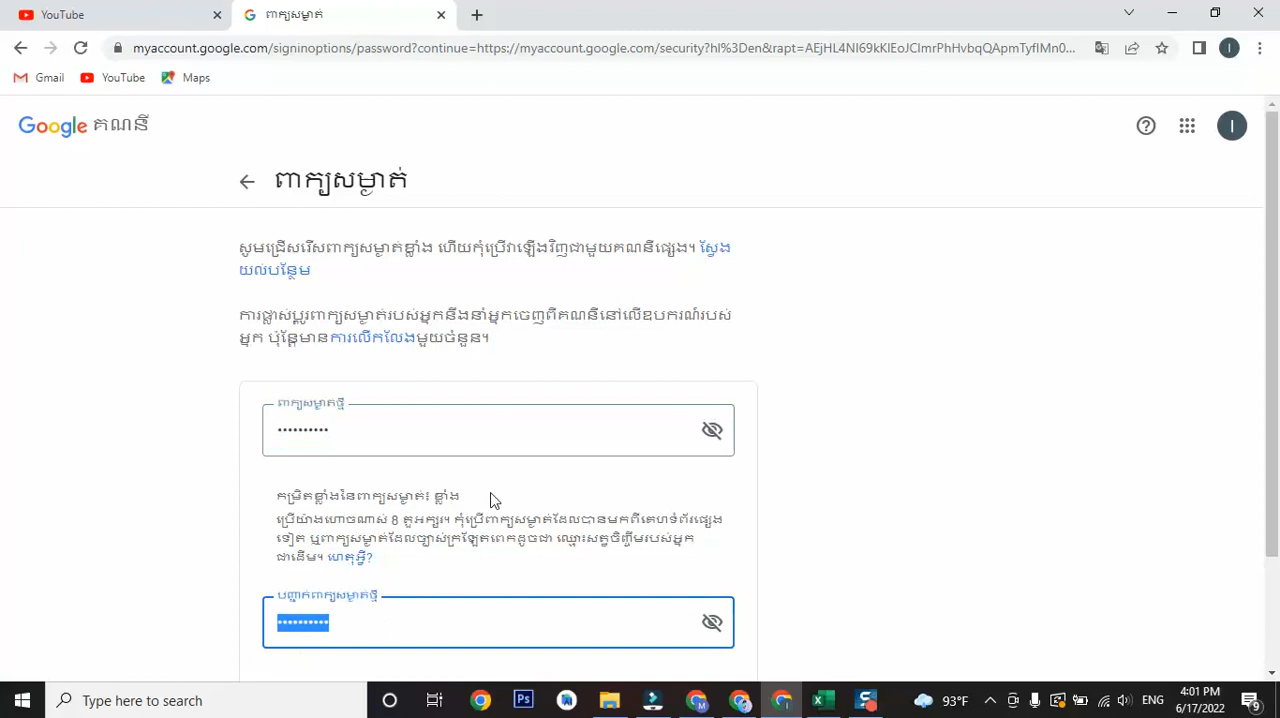 YouTube
ពាក្យសម្ងាត់
myaccount.google.com/signinoptions/password?continue=https://myaccount.google.com/security?hl%3Den&rapt=AEjHL4NI69kKlEoJCImrPhHvbqQApmTyfIMn0...
Gmail YouTube Maps
Google គណនី
I
ពាក្យសម្ងាត់
សូមជ្រើសរើសពាក្យសម្ងាត់ខ្លាំង ហើយកុំប្រើវាឡើងវិញជាមួយគណនីផ្សេង។ ស្វែង
យល់បន្ថែម
ការផ្លាស់ប្ដូរពាក្យសម្ងាត់របស់អ្នកនឹងនាំអ្នកចេញពីគណនីនៅលើឧបករណ៍របស់
អ្នក ប៉ុន្តែមានការលើកលែងមួយចំនួន។
ពាក្យសម្ងាត់ថ្មី
••••••••••
កម្រិតខ្លាំងនៃពាក្យសម្ងាត់៖ ខ្លាំង
ប្រើយ៉ាងហោចណាស់ 8 តួអក្សរ។ កុំប្រើពាក្យសម្ងាត់ដែលបានមកពីគេហទំព័រផ្សេង
ទៀត ឬពាក្យសម្ងាត់ដែលច្បាស់ក្រឡែតពេកដូចជា ឈ្មោះសត្វចិញ្ចឹមរបស់អ្នក
ជាដើម។ ហេតុអ្វី?
បញ្ជាក់ពាក្យសម្ងាត់ថ្មី
••••••••••
Type here to search
93°F
ENG
4:01 PM
6/17/2022